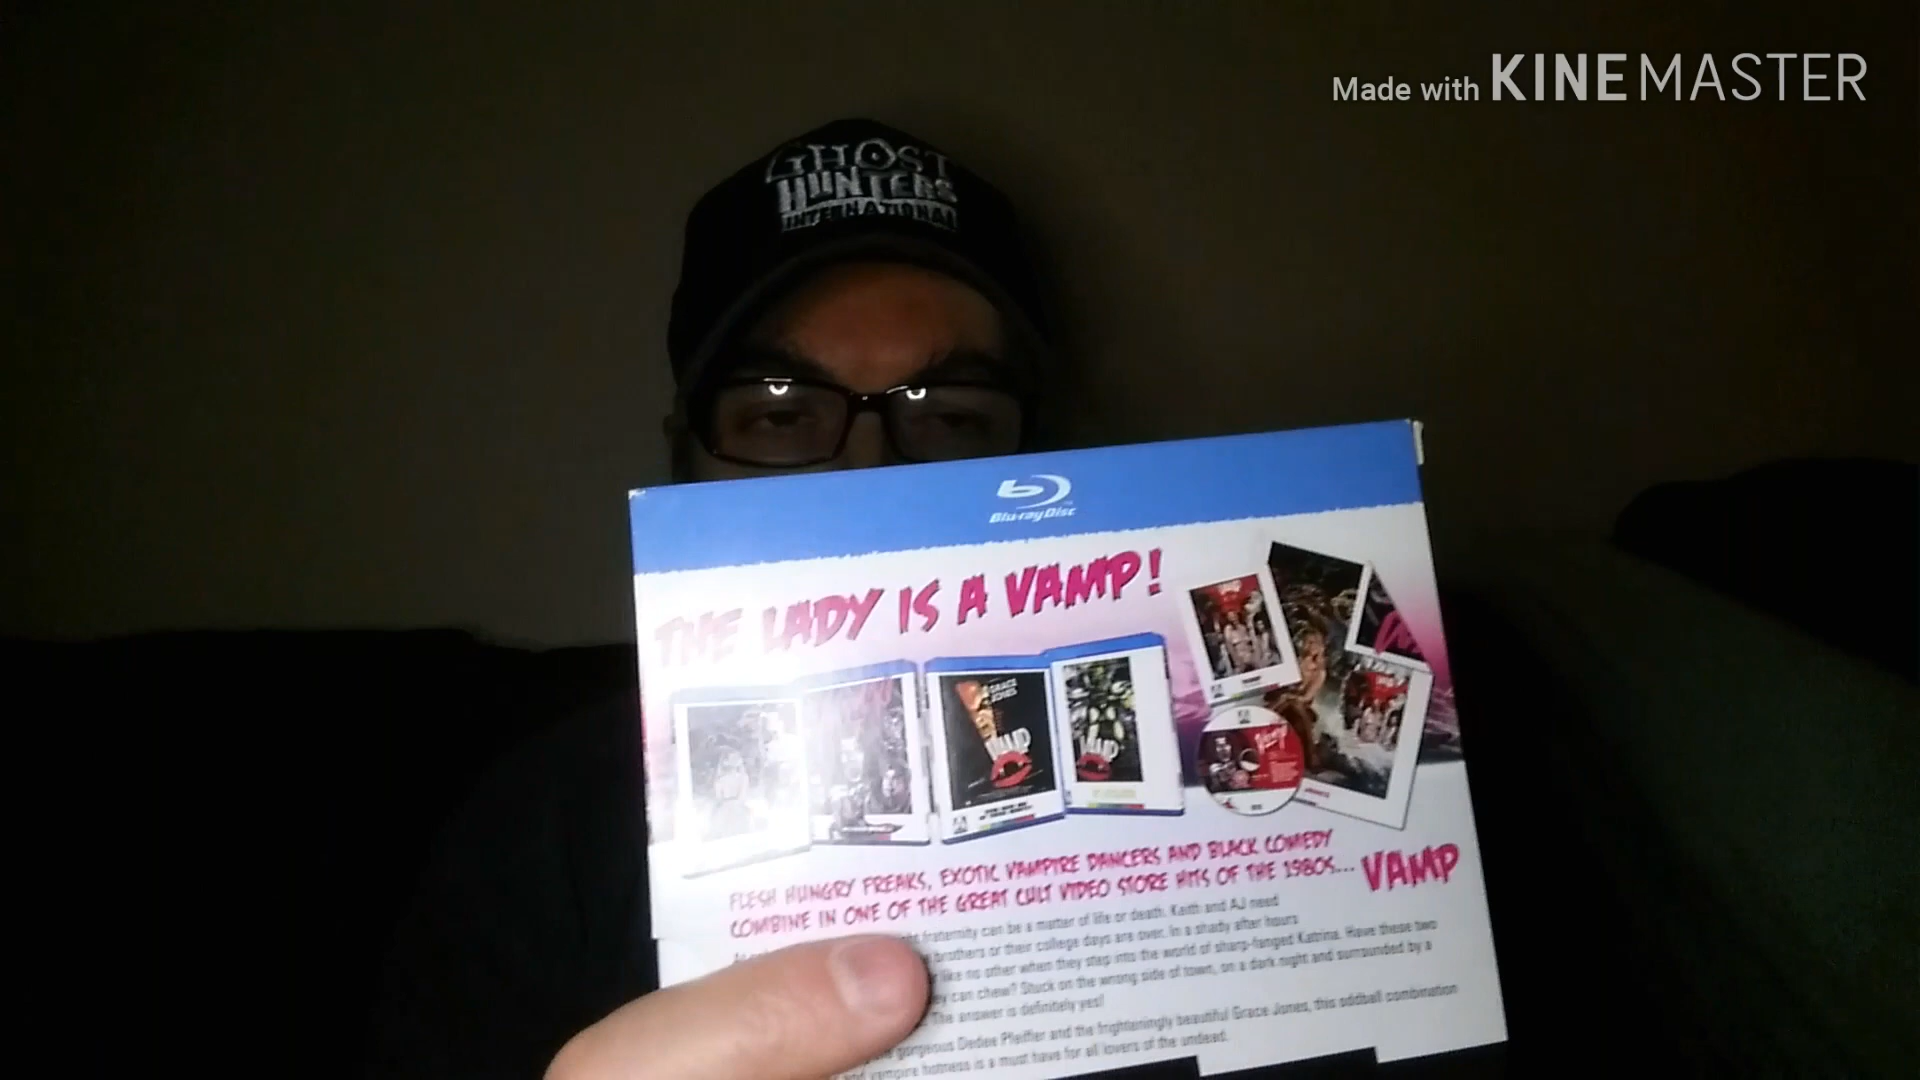 Made with KINEMASTER
GHOST
HUNTERS
INTERNATIONAL
Blu-ray Disc
THE LADY IS A VAMP!
GRACE
JONES
VAMP
VAMP
FLESH HUNGRY FREAKS, EXOTIC VAMPIRE DANCERS AND BLACK COMEDY
COMBINE IN ONE OF THE GREAT CULT VIDEO STORE HITS OF THE 1980S... VAMP
fraternity can be a matter of life or death. Keith and AJ need
brothers or their college days are over. In a shady after hours
like no other when they step into the world of sharp-fanged Katrina. Have these two
can chew? Stuck on the wrong side of town, on a dark night and surrounded by a
The answer is definitely yes!
gorgeous Dedee Pfeiffer and the frighteningly beautiful Grace Jones, this oddball combination
and vampire hotness is a must have for all lovers of the undead.